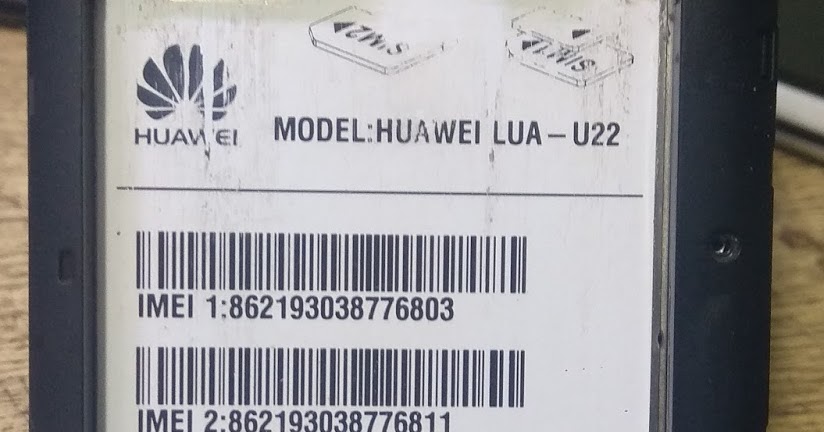 SIM2
SIM1
HUAWEI
MODEL:HUAWEI LUA – U22
IMEI 1:862193038776803
IMEI 2:862193038776811